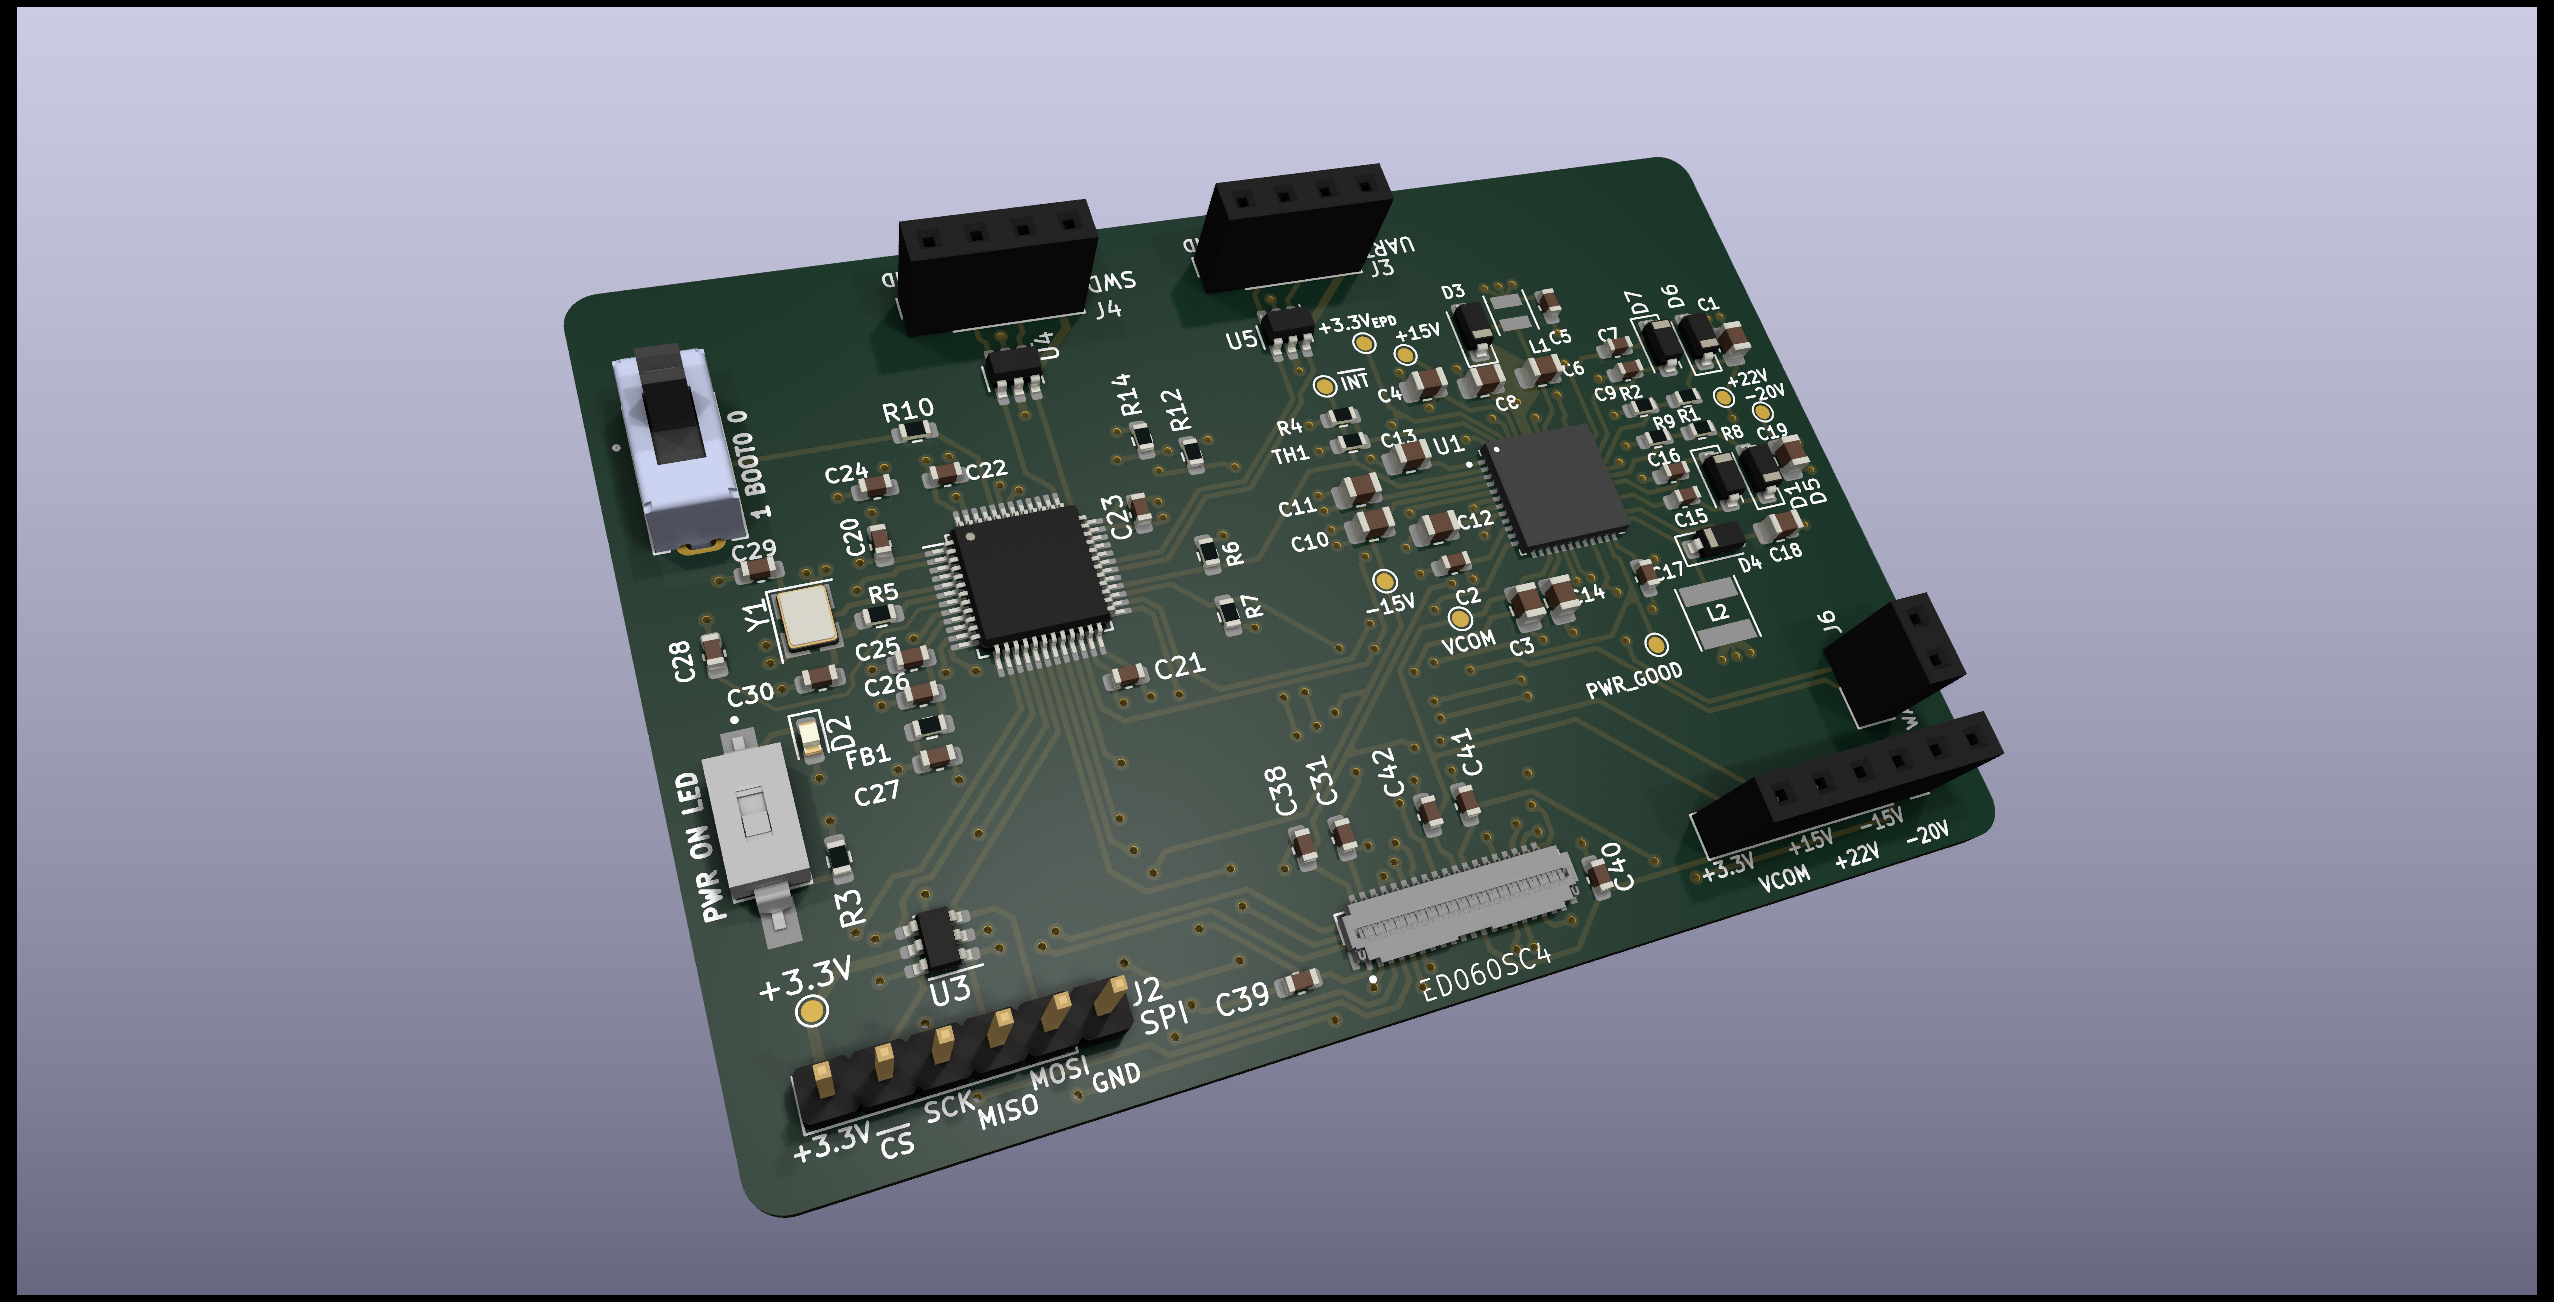 SWD
J4
UART
J3
U4
U5
+3.3VEPD
+15V
INT
D3
L1
C5
C6
C4
C8
D7
D6
C1
C7
C9
R2
+22V
-20V
R9
R1
R8
C19
C16
C15
D1
D5
C18
D4
C17
L2
1 BOOT0 0
R10
C24
C22
R14
R12
R4
TH1
C13
U1
C11
C10
C12
C20
C23
R6
R7
C29
Y1
R5
C25
C28
C26
C30
D2
FB1
C27
C21
-15V
C2
VCOM
C14
C3
PWR_GOOD
J6
PWR ON LED
R3
C38
C31
C42
C41
C40
+3.3V
VCOM
+15V
+22V
-15V
-20V
+3.3V
U3
J2
SPI
C39
ED060SC4
+3.3V
CS
SCK
MISO
MOSI
GND